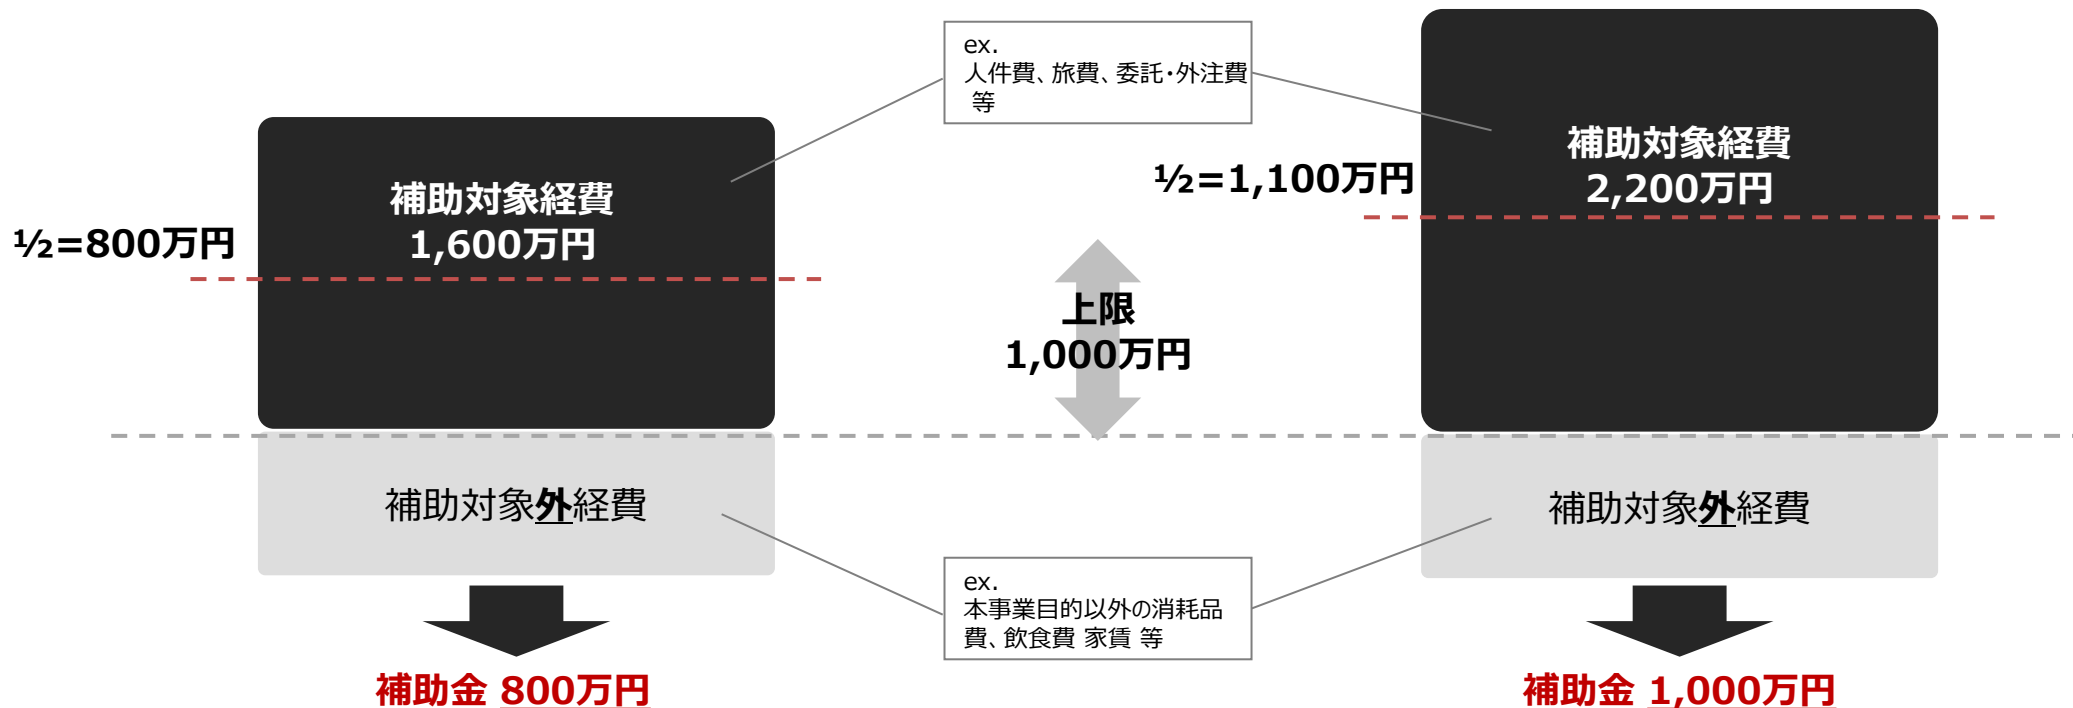 ex.
人件費、旅費、委託・外注費
等
補助対象経費
1,600万円
½=800万円
補助対象経費
2,200万円
½=1,100万円
上限
1,000万円
補助対象外経費
補助対象外経費
ex.
本事業目的以外の消耗品
費、飲食費 家賃 等
補助金 800万円
補助金 1,000万円